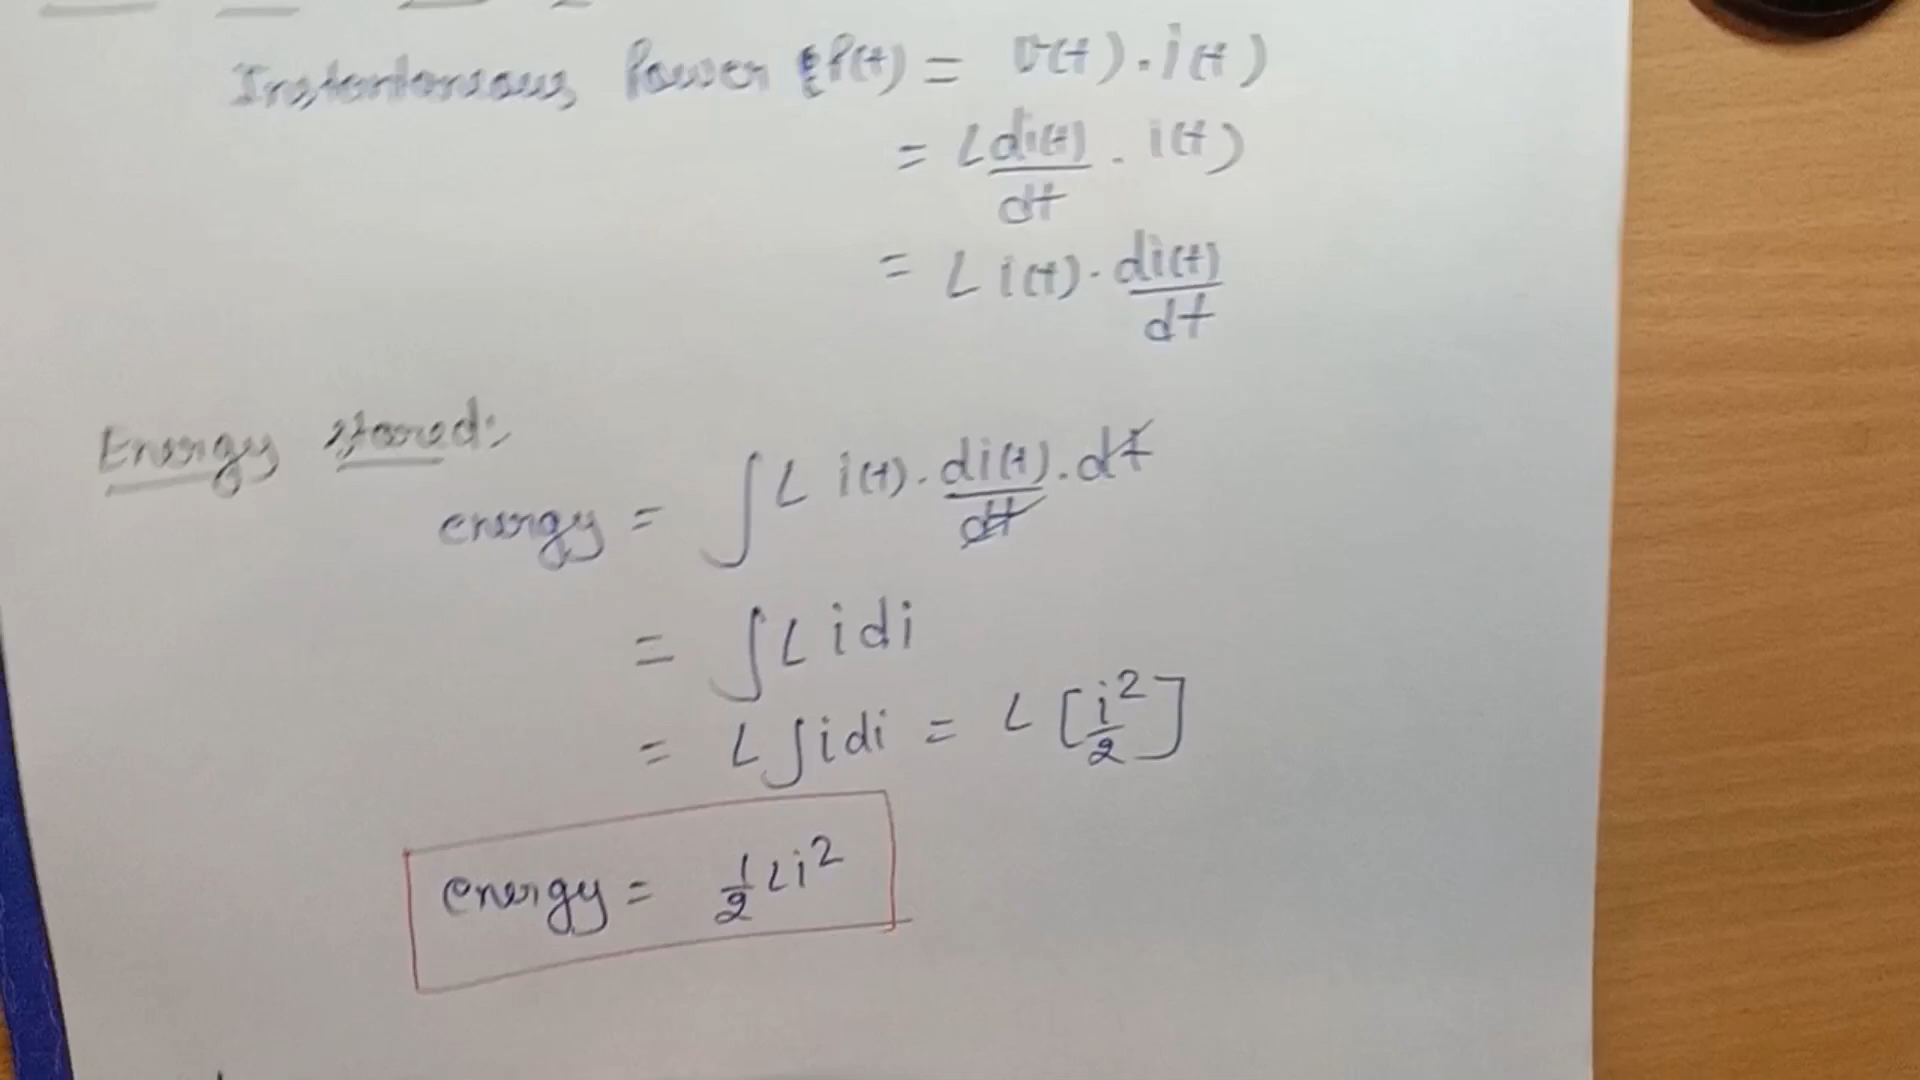 Instantaneous Power P(t) = v(t).i(t)
= L di(t)/dt . i(t)
= L i(t). di(t)/dt
Energy stored:
energy = ∫ L i(t). di(t)/dt . dt
= ∫ L i di
= L ∫ i di = L [i²/2]
energy = 1/2 Li²